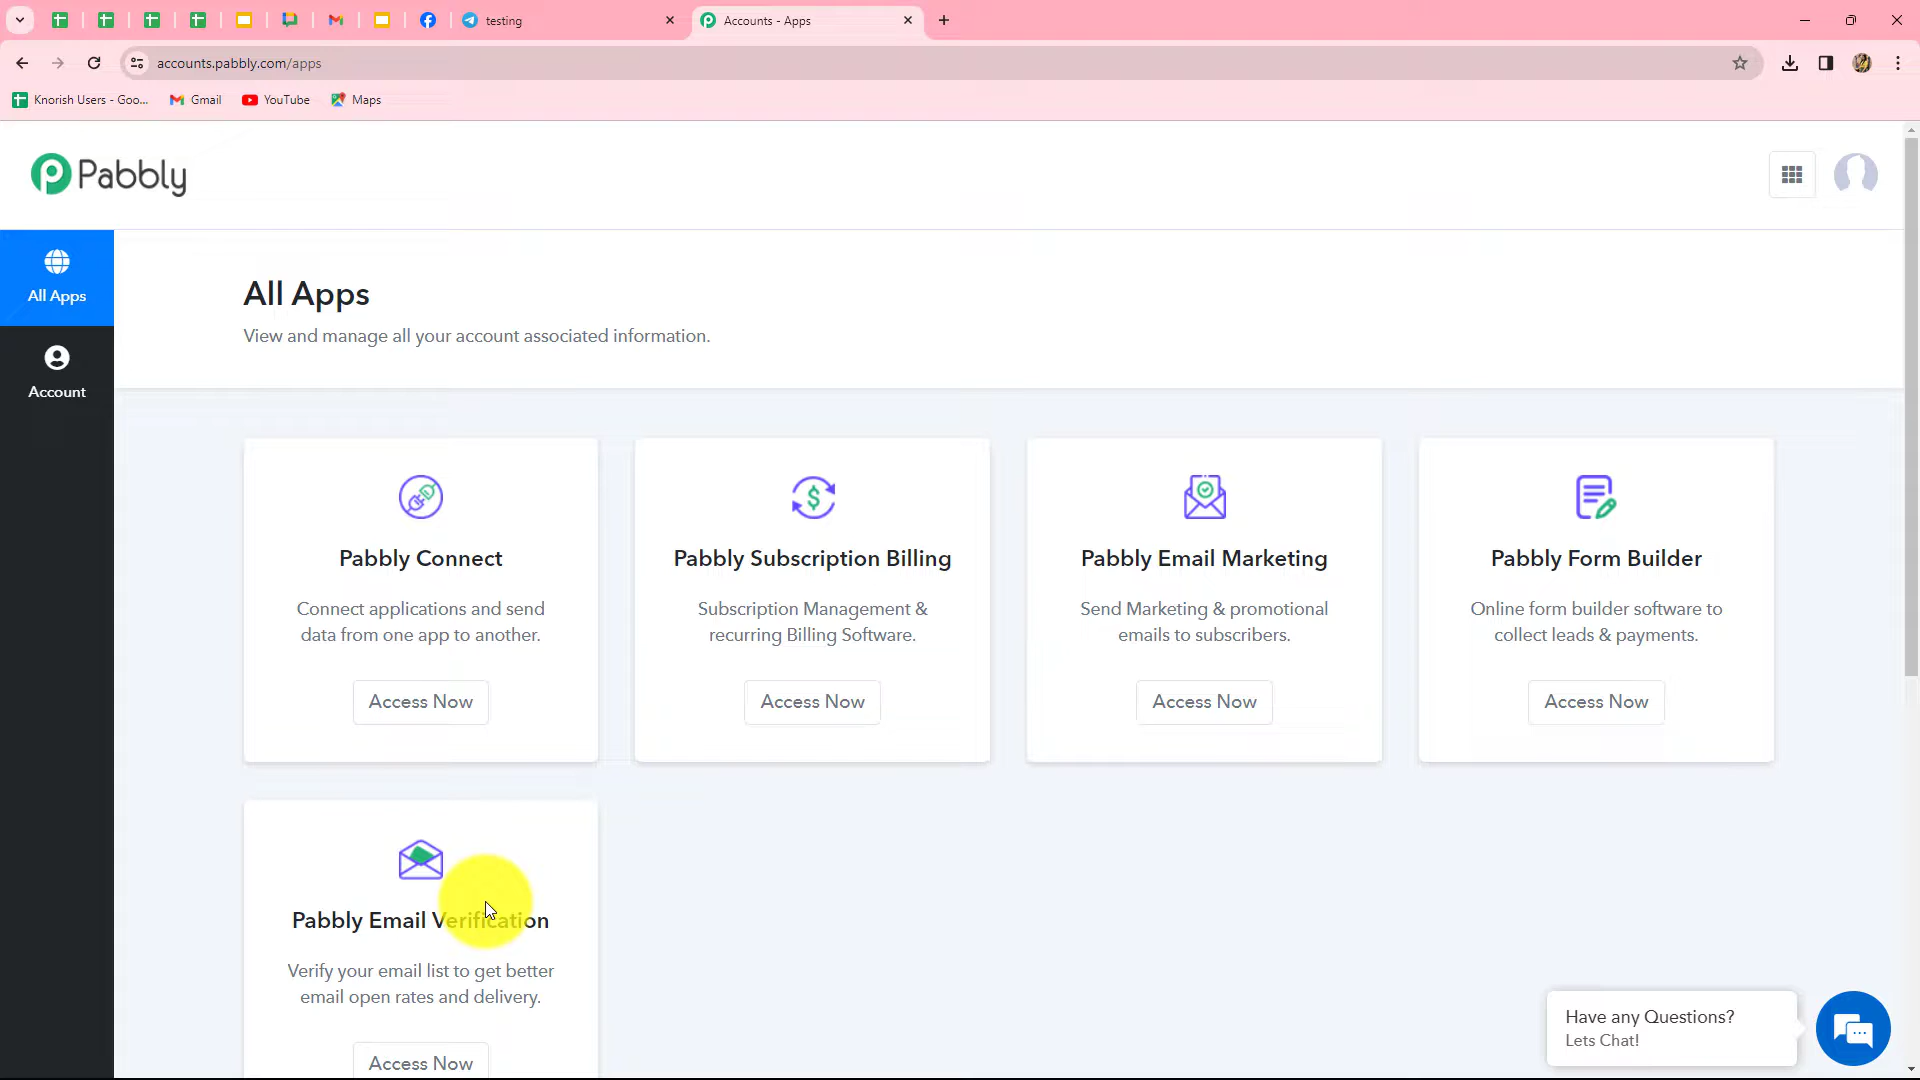 testing
Accounts - Apps
accounts.pabbly.com/apps
Knorish Users - Goo...
Gmail
YouTube
Maps
Pabbly
All Apps
Account
All Apps
View and manage all your account associated information.
Pabbly Connect
Connect applications and send
data from one app to another.
Access Now
Pabbly Subscription Billing
Subscription Management &
recurring Billing Software.
Access Now
Pabbly Email Marketing
Send Marketing & promotional
emails to subscribers.
Access Now
Pabbly Form Builder
Online form builder software to
collect leads & payments.
Access Now
Pabbly Email Verification
Verify your email list to get better
email open rates and delivery.
Access Now
Have any Questions?
Lets Chat!